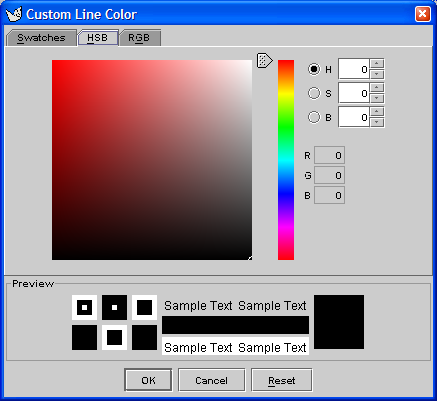 Custom Line Color
Swatches HSB RGB
H 0
S 0
B 0
R 0
G 0
B 0
Preview
Sample Text Sample Text
Sample Text Sample Text
OK Cancel Reset